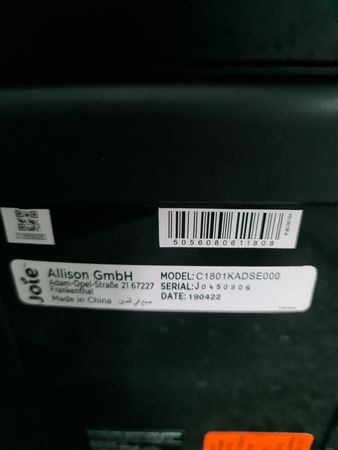 5056080611808
Joie
Allison GmbH
Adam-Opel-Straße 21 67227
Frankenthal
Made in China صنع في الصين
MODEL: C1801KADSE000
SERIAL: J0450806
DATE: 190422